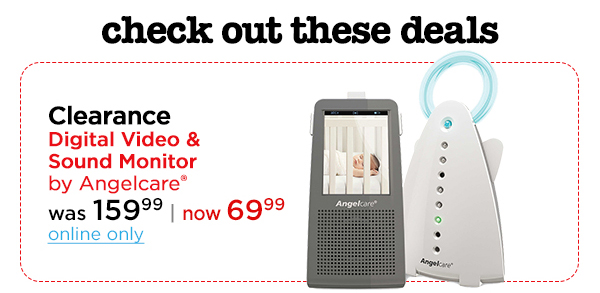 check out these deals
Clearance
Digital Video &
Sound Monitor
by Angelcare®
was 159.99 | now 69.99
online only
Angelcare®
Angelcare®